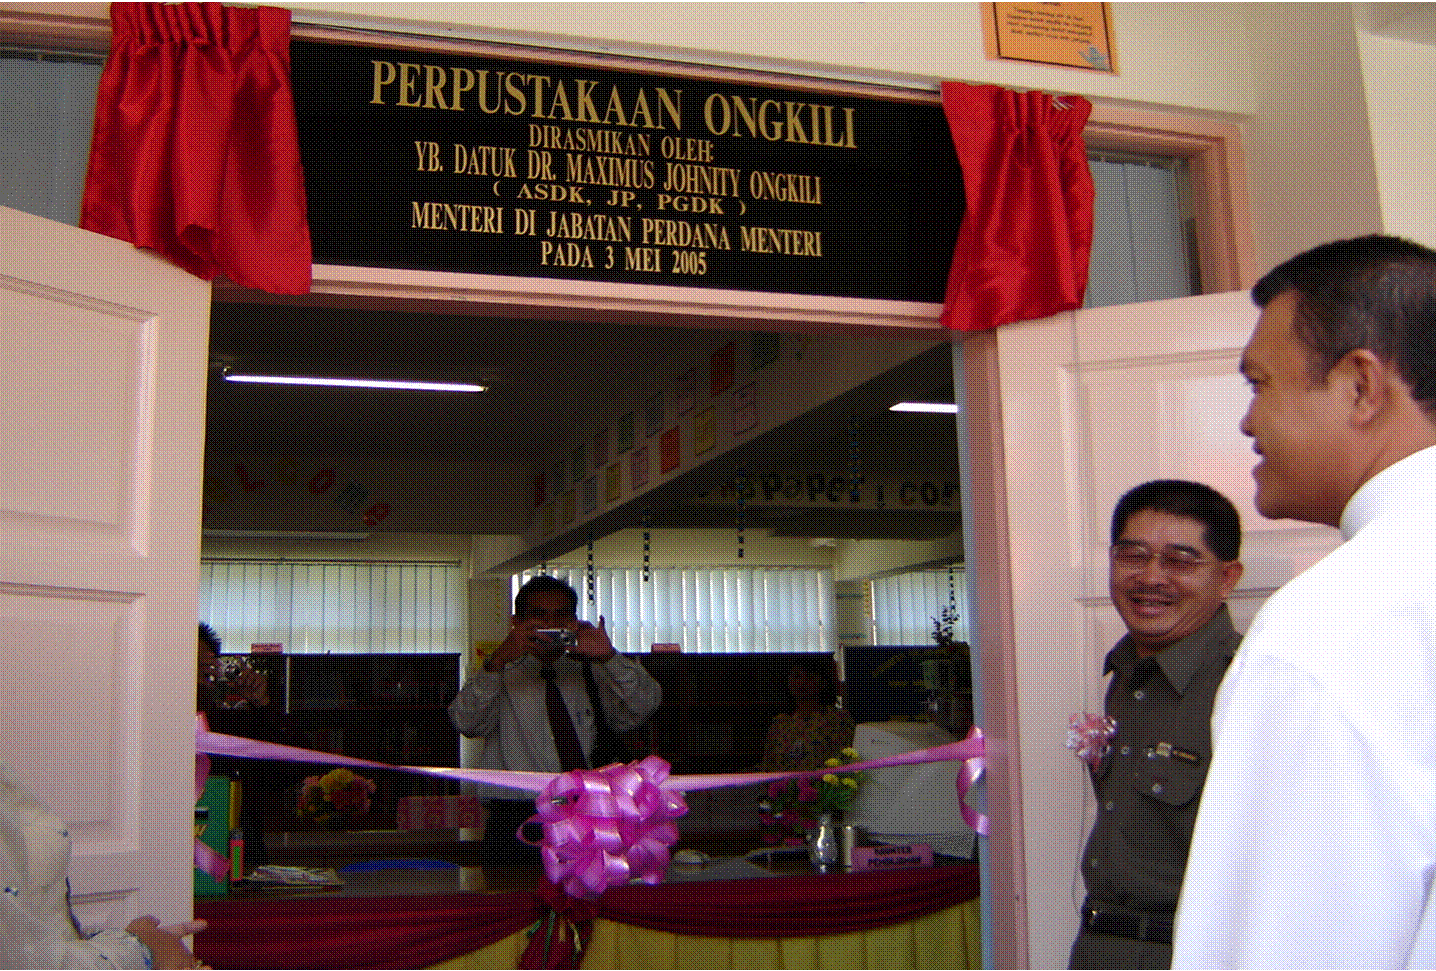 PERPUSTAKAAN ONGKILI
DIRASMIKAN OLEH:
YB. DATUK DR. MAXIMUS JOHNITY ONGKILI
( ASDK, JP, PGDK )
MENTERI DI JABATAN PERDANA MENTERI
PADA 3 MEI 2005
KAUNTER